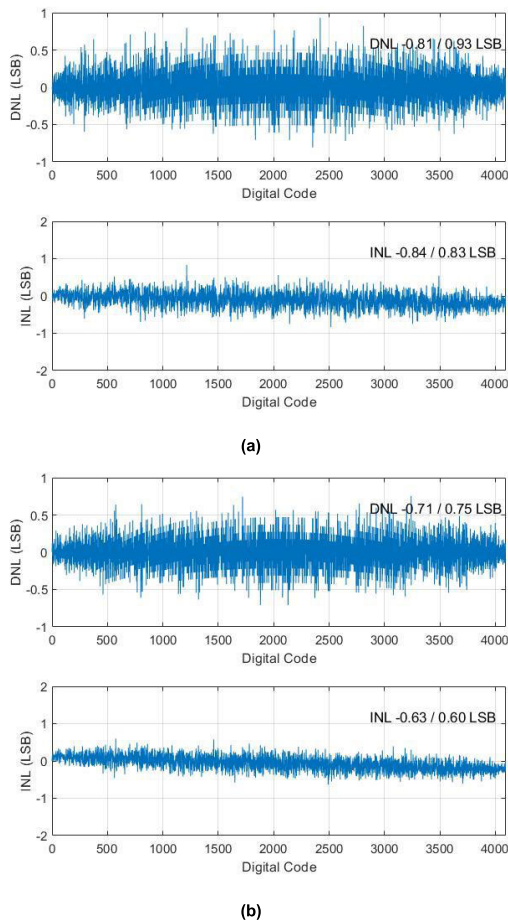 1
0.5
0
-0.5
-1
DNL (LSB)
DNL -0.81 / 0.93 LSB
0 500 1000 1500 2000 2500 3000 3500 4000
Digital Code
2
1
0
-1
-2
INL (LSB)
INL -0.84 / 0.83 LSB
0 500 1000 1500 2000 2500 3000 3500 4000
Digital Code
(a)
1
0.5
0
-0.5
-1
DNL (LSB)
DNL -0.71 / 0.75 LSB
0 500 1000 1500 2000 2500 3000 3500 4000
Digital Code
2
1
0
-1
-2
INL (LSB)
INL -0.63 / 0.60 LSB
0 500 1000 1500 2000 2500 3000 3500 4000
Digital Code
(b)